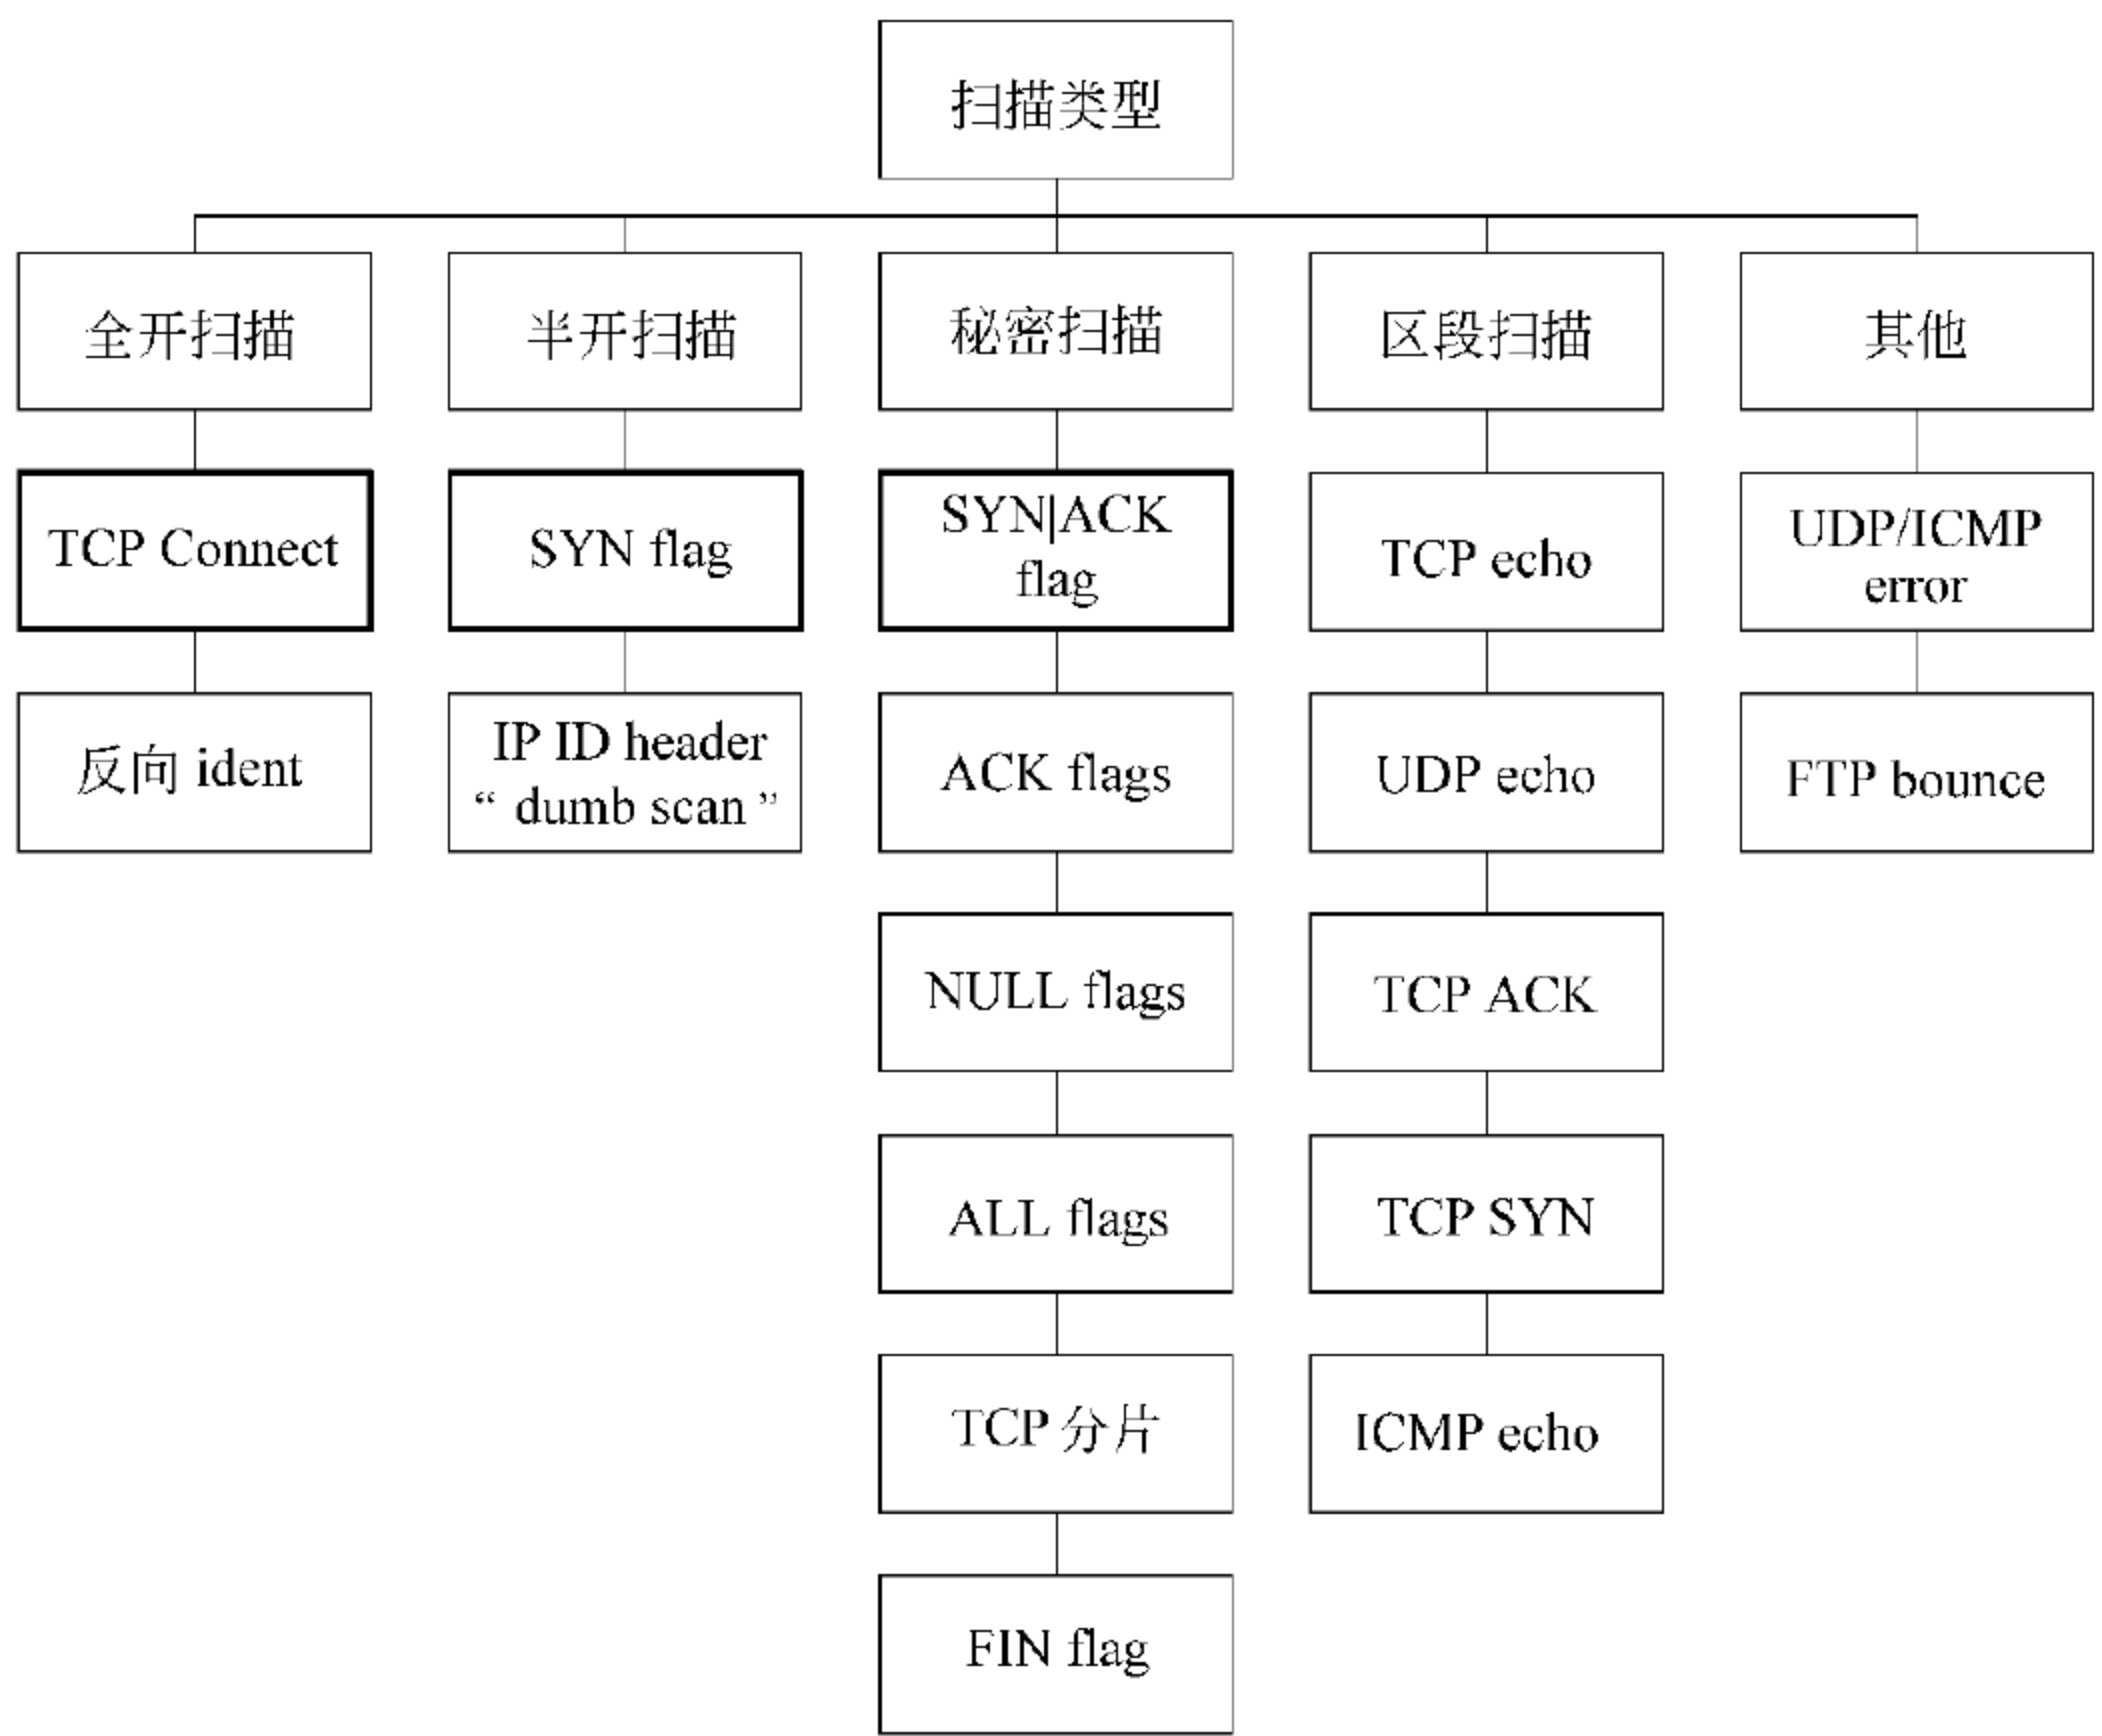 扫描类型
全开扫描
半开扫描
秘密扫描
区段扫描
其他
TCP Connect
SYN flag
SYN|ACK
flag
TCP echo
UDP/ICMP
error
反向 ident
IP ID header
“ dumb scan ”
ACK flags
UDP echo
FTP bounce
NULL flags
TCP ACK
ALL flags
TCP SYN
TCP 分片
ICMP echo
FIN flag